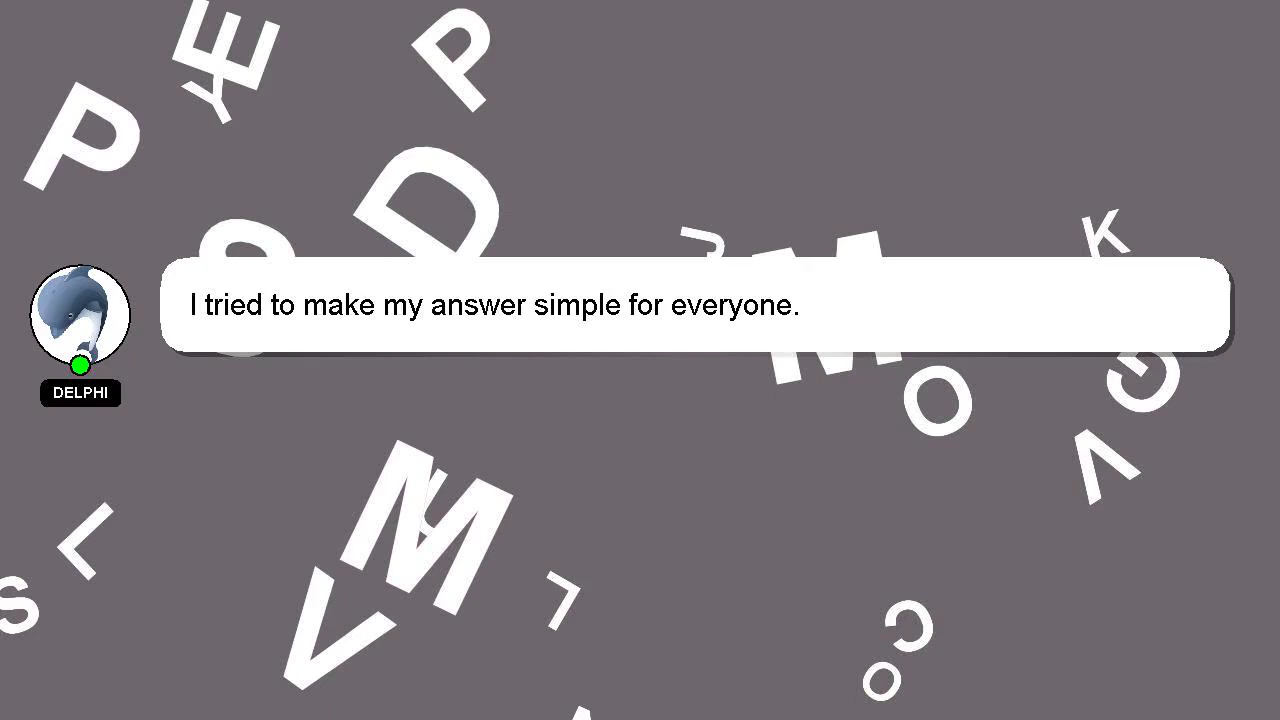 I tried to make my answer simple for everyone.
DELPHI
P
E
Y
P
D
J
M
K
O
G
V
L
S
M
V
L
C
O